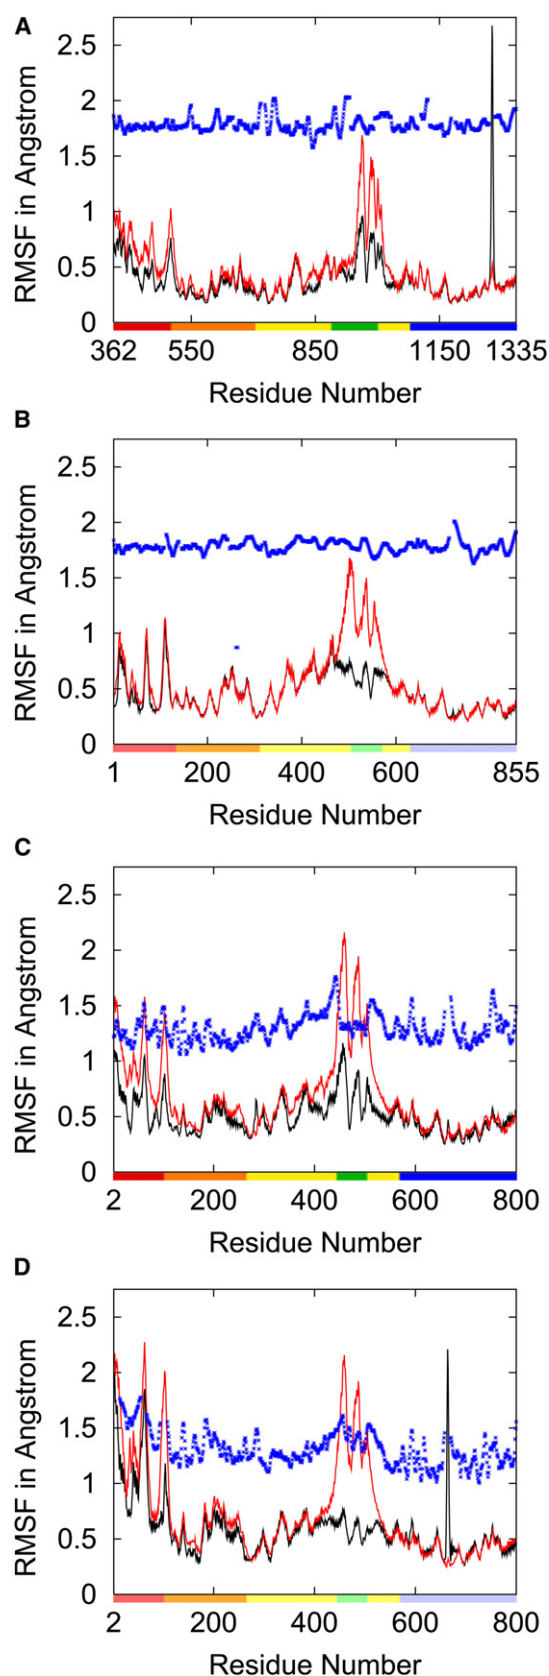 A
2.5
2
1.5
1
0.5
0
RMSF in Angstrom
362 550 850 1150 1335
Residue Number
B
2.5
2
1.5
1
0.5
0
RMSF in Angstrom
1 200 400 600 855
Residue Number
C
2.5
2
1.5
1
0.5
0
RMSF in Angstrom
2 200 400 600 800
Residue Number
D
2.5
2
1.5
1
0.5
0
RMSF in Angstrom
2 200 400 600 800
Residue Number